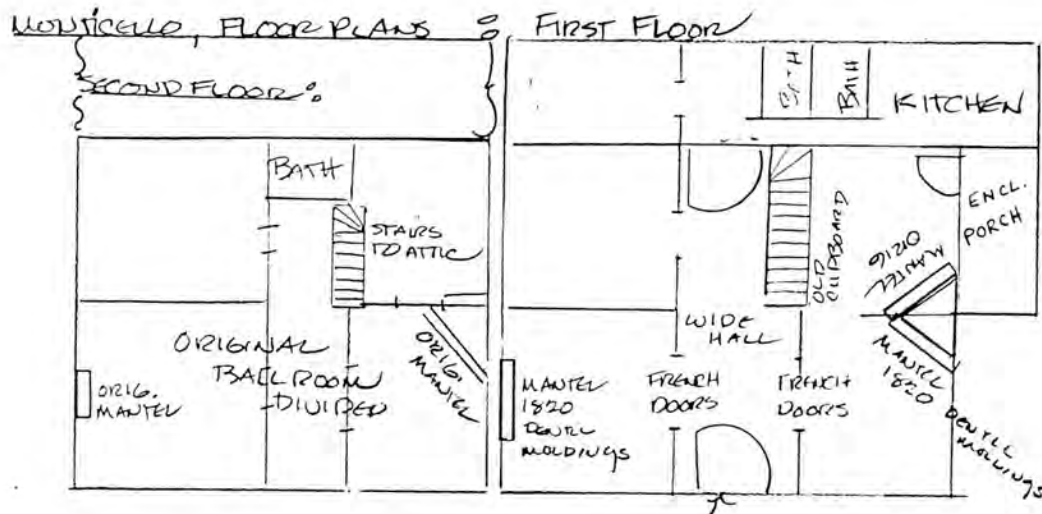 MONTICELLO, FLOOR PLANS :
SECOND FLOOR:
BATH
STAIRS
TO ATTIC
ORIGINAL
BALLROOM
DIVIDED
ORIG.
MANTEL
ORIG.
MANTEL
FIRST FLOOR
BATH
BATH
KITCHEN
ENCL.
PORCH
OLD
CUPBOARD
MANTEL
ORIG
WIDE
HALL
MANTEL
1820
DENTL
MOLDINGS
FRENCH
DOORS
FRENCH
DOORS
MANTEL
1820 DENTL
MOLDINGS